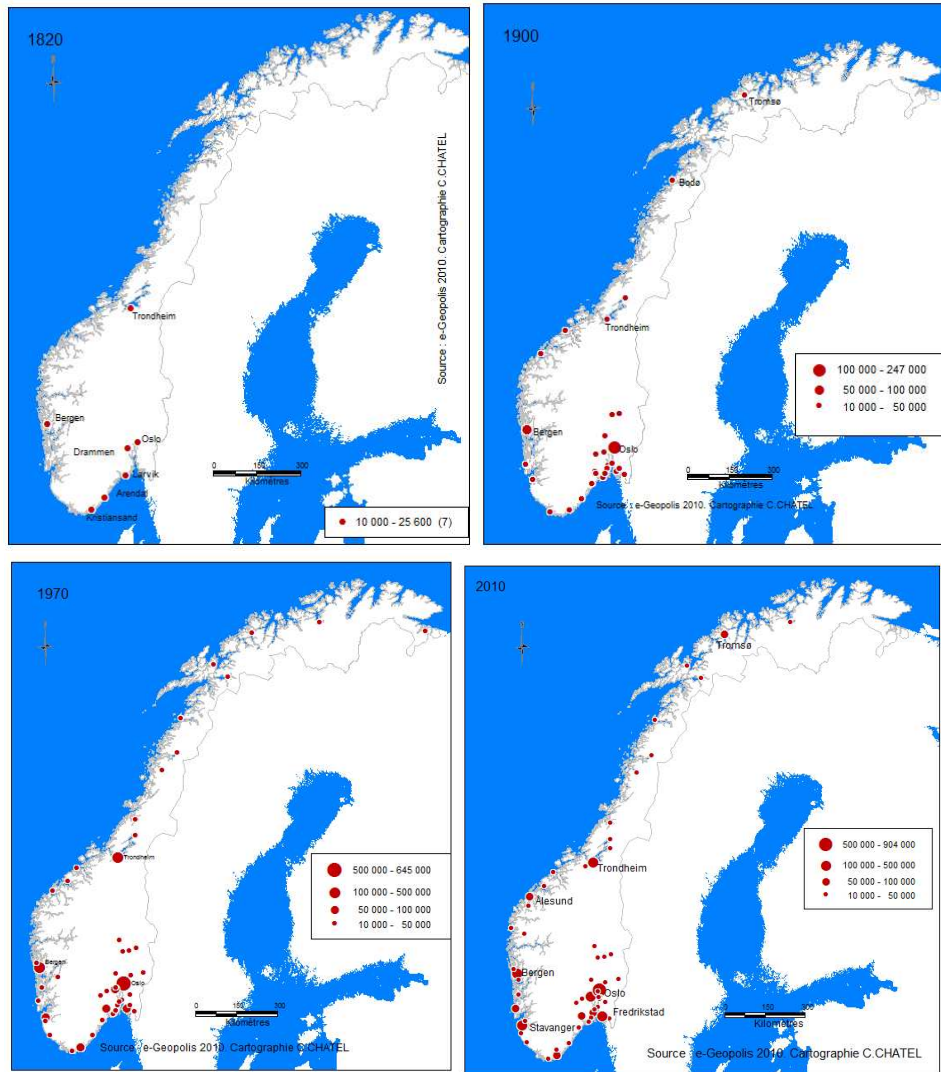 1820
Source : e-Geopolis 2010. Cartographie C.CHATEL
Trondheim
Bergen
Oslo
Drammen
Larvik
Arendal
Kristiansand
150 300
Kilomètres
10 000 - 25 600 (7)
1900
Tromsø
Bodø
Trondheim
100 000 - 247 000
50 000 - 100 000
10 000 - 50 000
Bergen
Oslo
150 300
Kilomètres
Source : e-Geopolis 2010. Cartographie C.CHATEL
1970
Trondheim
500 000 - 645 000
100 000 - 500 000
50 000 - 100 000
10 000 - 50 000
Bergen
Oslo
0 150 300
Kilomètres
Source : e-Geopolis 2010. Cartographie C.CHATEL
2010
Tromsø
500 000 - 904 000
100 000 - 500 000
50 000 - 100 000
10 000 - 50 000
Trondheim
Alesund
Bergen
Oslo
Fredrikstad
0 150 300
Kilomètres
Stavanger
Source : e-Geopolis 2010. Cartographie C.CHATEL